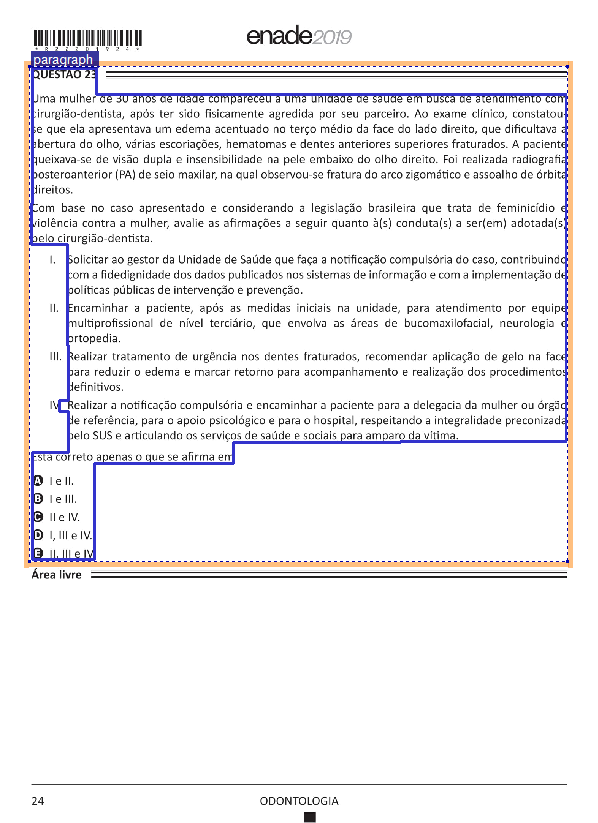 *R2220192 4*
enade2019
paragraph
QUESTÃO 23
Uma mulher de 30 anos de idade compareceu a uma unidade de saúde em busca de atendimento com
cirurgião-dentista, após ter sido fisicamente agredida por seu parceiro. Ao exame clínico, constatou-
se que ela apresentava um edema acentuado no terço médio da face do lado direito, que dificultava a
abertura do olho, várias escoriações, hematomas e dentes anteriores superiores fraturados. A paciente
queixava-se de visão dupla e insensibilidade na pele embaixo do olho direito. Foi realizada radiografia
posteroanterior (PA) de seio maxilar, na qual observou-se fratura do arco zigomático e assoalho de órbita
direitos.
Com base no caso apresentado e considerando a legislação brasileira que trata de feminicídio e
violência contra a mulher, avalie as afirmações a seguir quanto à(s) conduta(s) a ser(em) adotada(s)
pelo cirurgião-dentista.
I. Solicitar ao gestor da Unidade de Saúde que faça a notificação compulsória do caso, contribuindo
com a fidedignidade dos dados publicados nos sistemas de informação e com a implementação de
políticas públicas de intervenção e prevenção.
II. Encaminhar a paciente, após as medidas iniciais na unidade, para atendimento por equipe
multiprofissional de nível terciário, que envolva as áreas de bucomaxilofacial, neurologia e
ortopedia.
III. Realizar tratamento de urgência nos dentes fraturados, recomendar aplicação de gelo na face
para reduzir o edema e marcar retorno para acompanhamento e realização dos procedimentos
definitivos.
IV. Realizar a notificação compulsória e encaminhar a paciente para a delegacia da mulher ou órgão
de referência, para o apoio psicológico e para o hospital, respeitando a integralidade preconizada
pelo SUS e articulando os serviços de saúde e sociais para amparo da vítima.
Está correto apenas o que se afirma em
A I e II.
B I e III.
C II e IV.
D I, III e IV.
E II, III e IV.
Área livre
24 ODONTOLOGIA